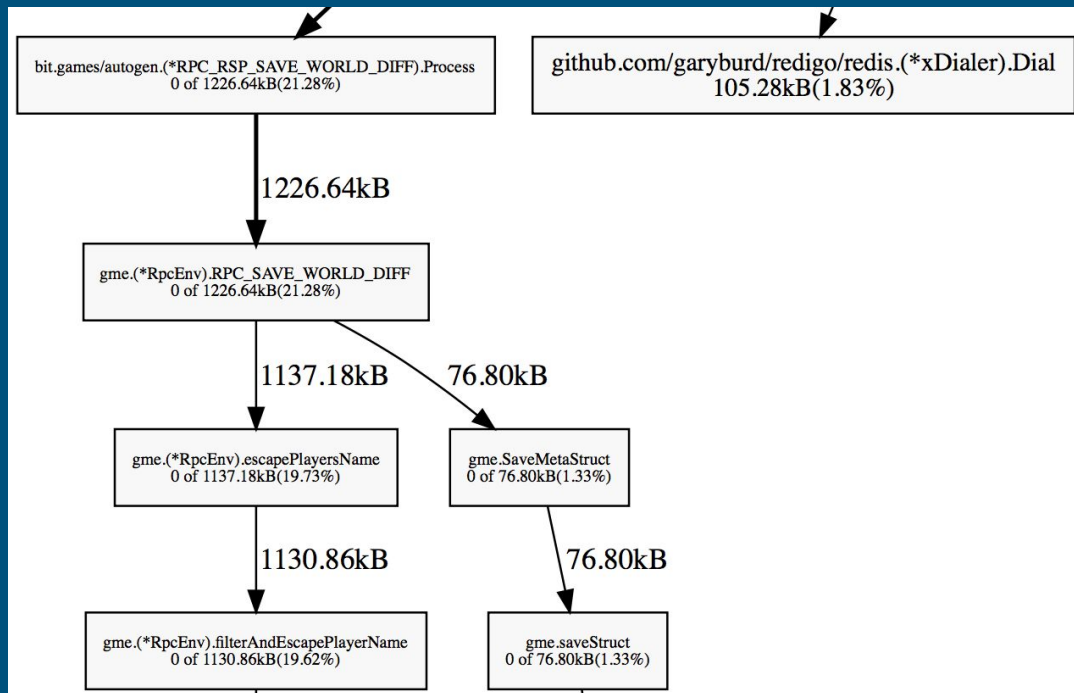 bit.games/autogen.(*RPC_RSP_SAVE_WORLD_DIFF).Process
0 of 1226.64kB(21.28%)
github.com/garyburd/redigo/redis.(*xDialer).Dial
105.28kB(1.83%)
1226.64kB
gme.(*RpcEnv).RPC_SAVE_WORLD_DIFF
0 of 1226.64kB(21.28%)
1137.18kB
76.80kB
gme.(*RpcEnv).escapePlayersName
0 of 1137.18kB(19.73%)
gme.SaveMetaStruct
0 of 76.80kB(1.33%)
1130.86kB
76.80kB
gme.(*RpcEnv).filterAndEscapePlayerName
0 of 1130.86kB(19.62%)
gme.saveStruct
0 of 76.80kB(1.33%)